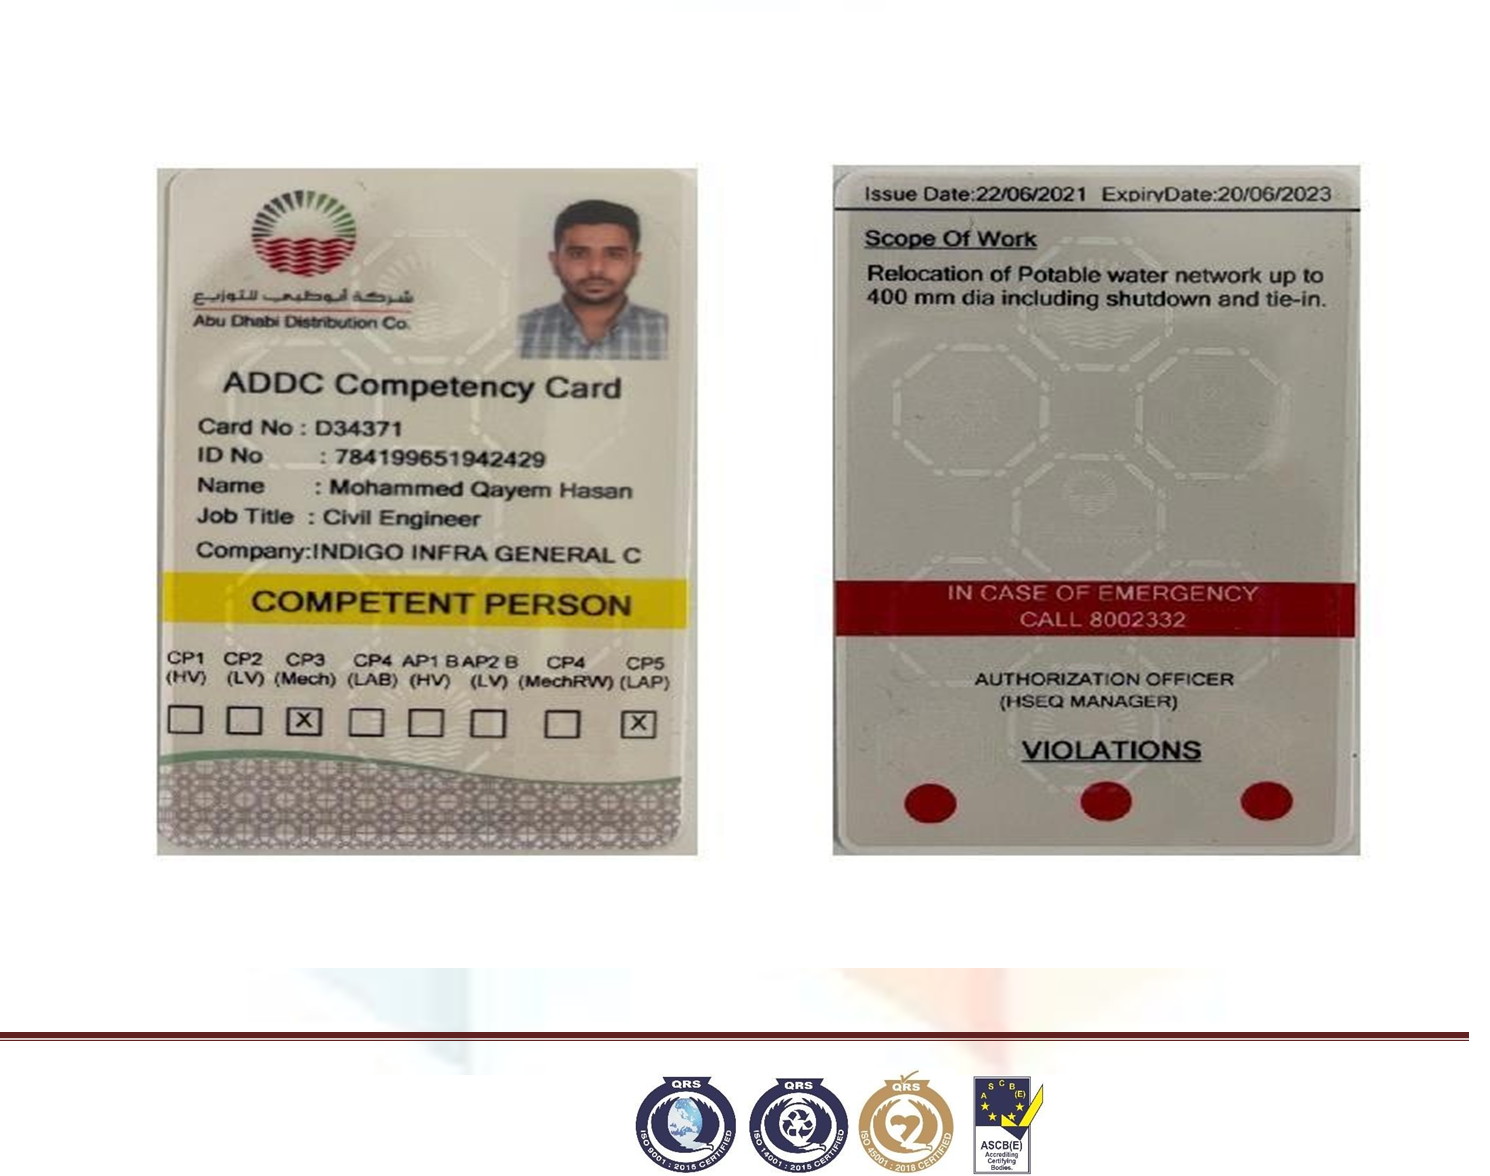 شركة أبوظبي للتوزيع
Abu Dhabi Distribution Co.
ADDC Competency Card
Card No : D34371
ID No : 784199651942429
Name : Mohammed Qayem Hasan
Job Title : Civil Engineer
Company:INDIGO INFRA GENERAL C
COMPETENT PERSON
CP1 CP2 CP3 CP4 AP1 B AP2 B CP4 CP5
(HV) (LV) (Mech) (LAB) (HV) (LV) (MechRW) (LAP)
X X
Issue Date:22/06/2021 ExpiryDate:20/06/2023
Scope Of Work
Relocation of Potable water network up to
400 mm dia including shutdown and tie-in.
IN CASE OF EMERGENCY
CALL 8002332
AUTHORIZATION OFFICER
(HSEQ MANAGER)
VIOLATIONS
QRS
ISO 9001 : 2015 CERTIFIED
QRS
ISO 14001 : 2015 CERTIFIED
QRS
ISO 45001 : 2018 CERTIFIED
ASCB(E)
ASCB(E)
Accrediting
Certifying
Bodies.